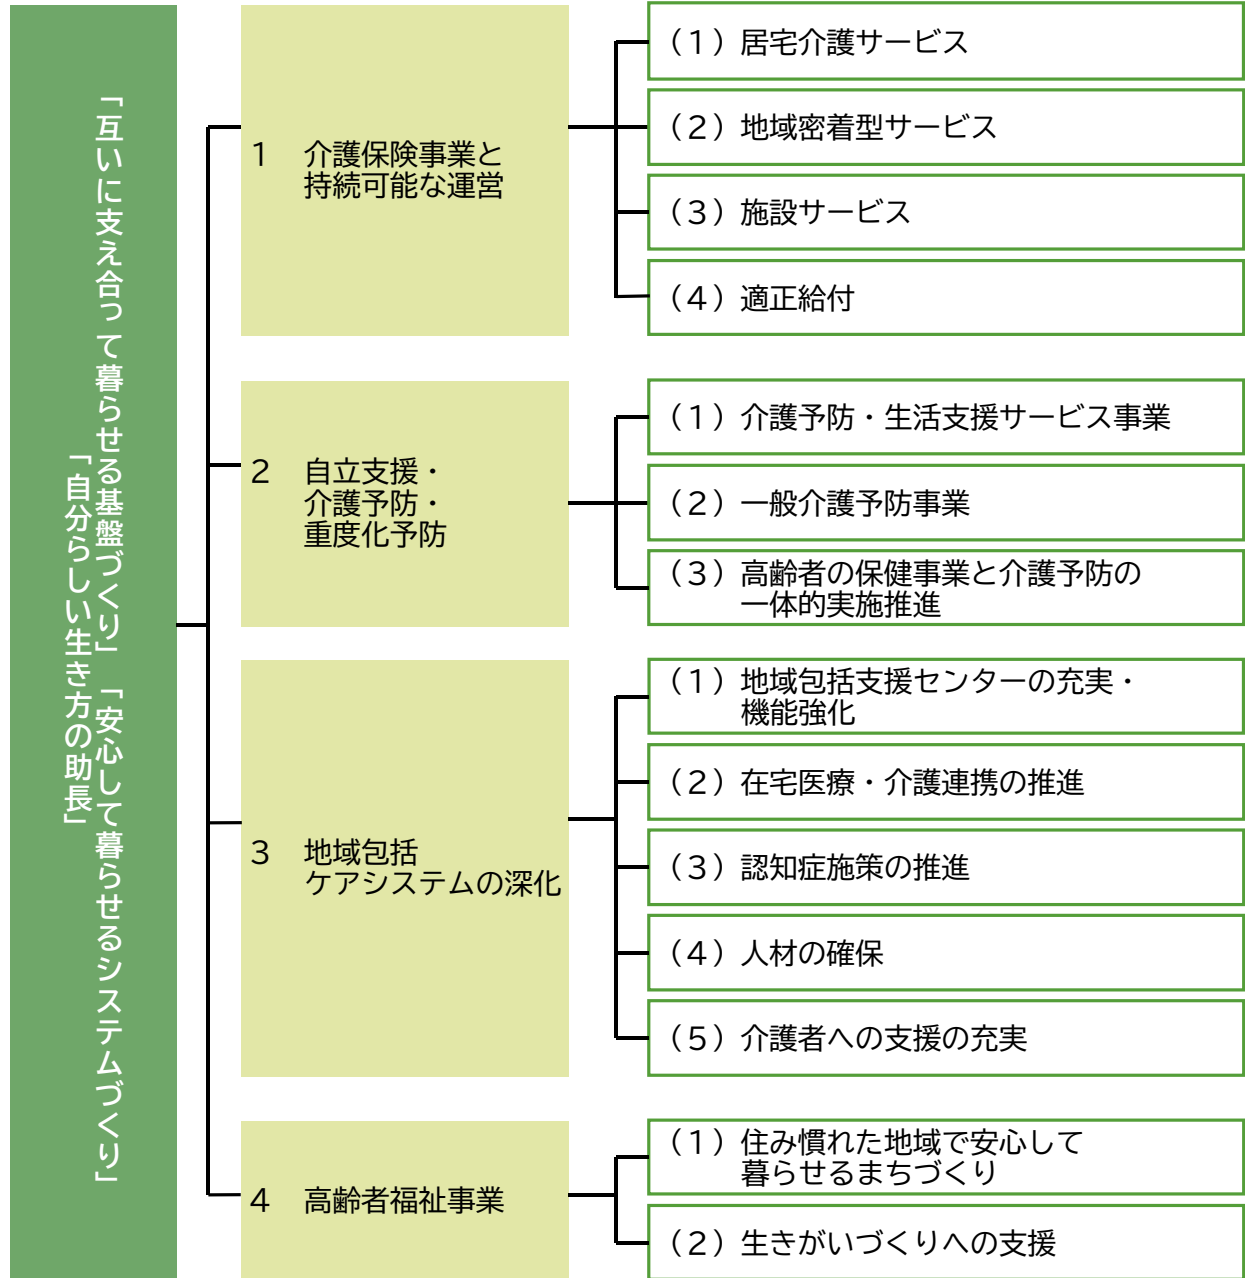 「互いに支え合って暮らせる基盤づくり」「安心して暮らせるシステムづくり」
「自分らしい生き方の助長」
1　介護保険事業と
持続可能な運営
（1）居宅介護サービス
（2）地域密着型サービス
（3）施設サービス
（4）適正給付
2　自立支援・
介護予防・
重度化予防
（1）介護予防・生活支援サービス事業
（2）一般介護予防事業
（3）高齢者の保健事業と介護予防の
一体的実施推進
3　地域包括
ケアシステムの深化
（1）地域包括支援センターの充実・
機能強化
（2）在宅医療・介護連携の推進
（3）認知症施策の推進
（4）人材の確保
（5）介護者への支援の充実
4　高齢者福祉事業
（1）住み慣れた地域で安心して
暮らせるまちづくり
（2）生きがいづくりへの支援